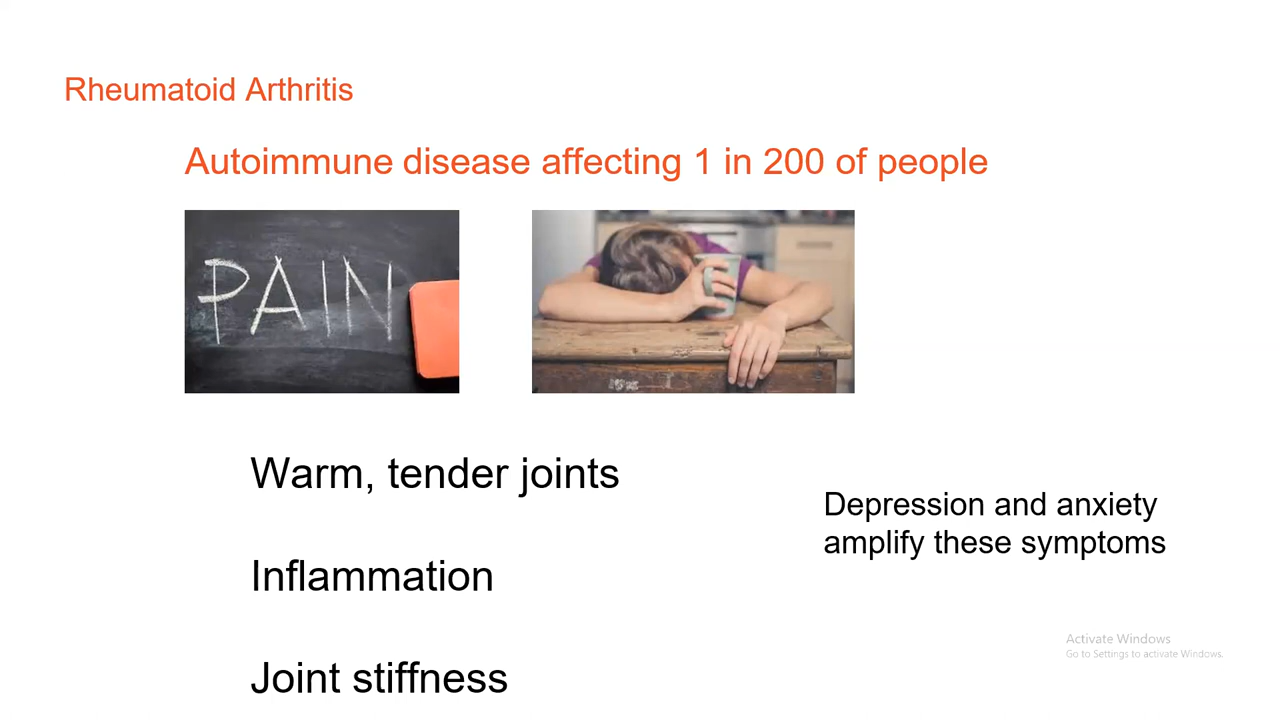 Rheumatoid Arthritis
Autoimmune disease affecting 1 in 200 of people
PAIN
Warm, tender joints
Depression and anxiety
amplify these symptoms
Inflammation
Joint stiffness
Activate Windows
Go to Settings to activate Windows.